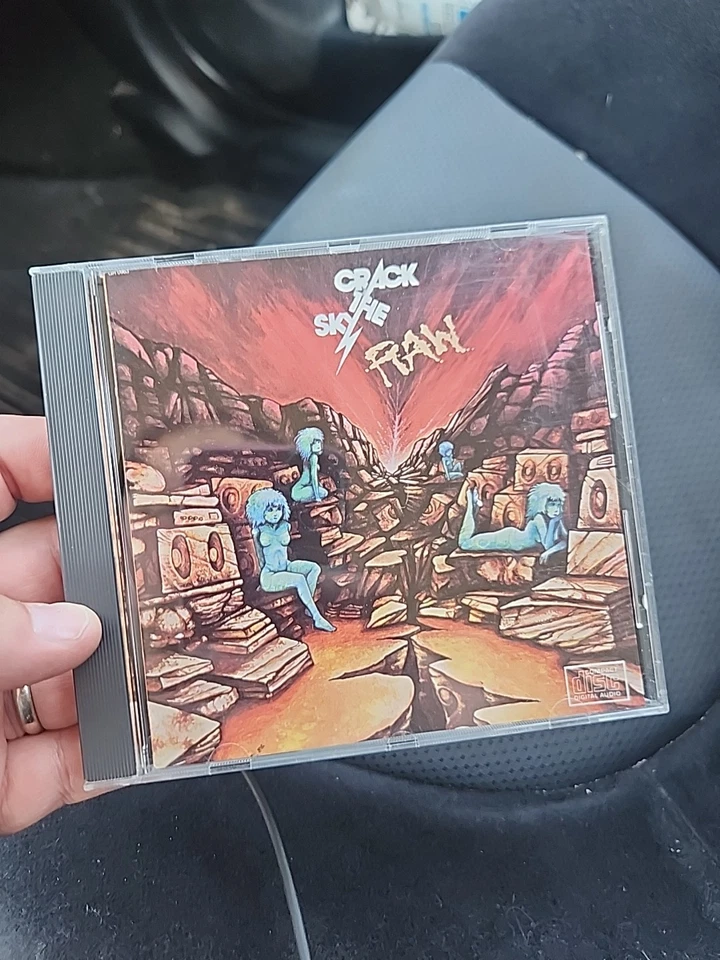 CRACK
THE
SKY
RAW
COMPACT
disc
DIGITAL AUDIO